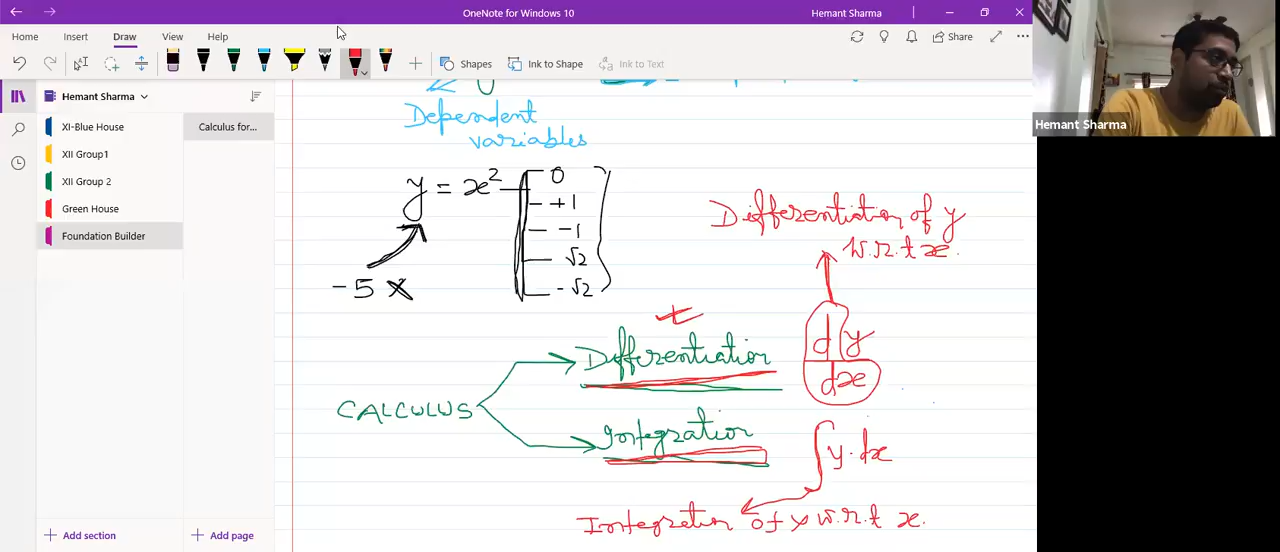 OneNote for Windows 10
Hemant Sharma
Home
Insert
Draw
View
Help
Share
Shapes
Ink to Shape
Ink to Text
Hemant Sharma
XI-Blue House
XII Group1
XII Group 2
Green House
Foundation Builder
Calculus for...
Add section
Add page
Hemant Sharma
Dependent
variables
y = x²
0
+1
-1
√2
-√2
-5 x
Differentiation of y
w.r.t x.
+
Differentiation
dy
dx
CALCULUS
Integration
∫y.dx
Integration of y w.r.t x.